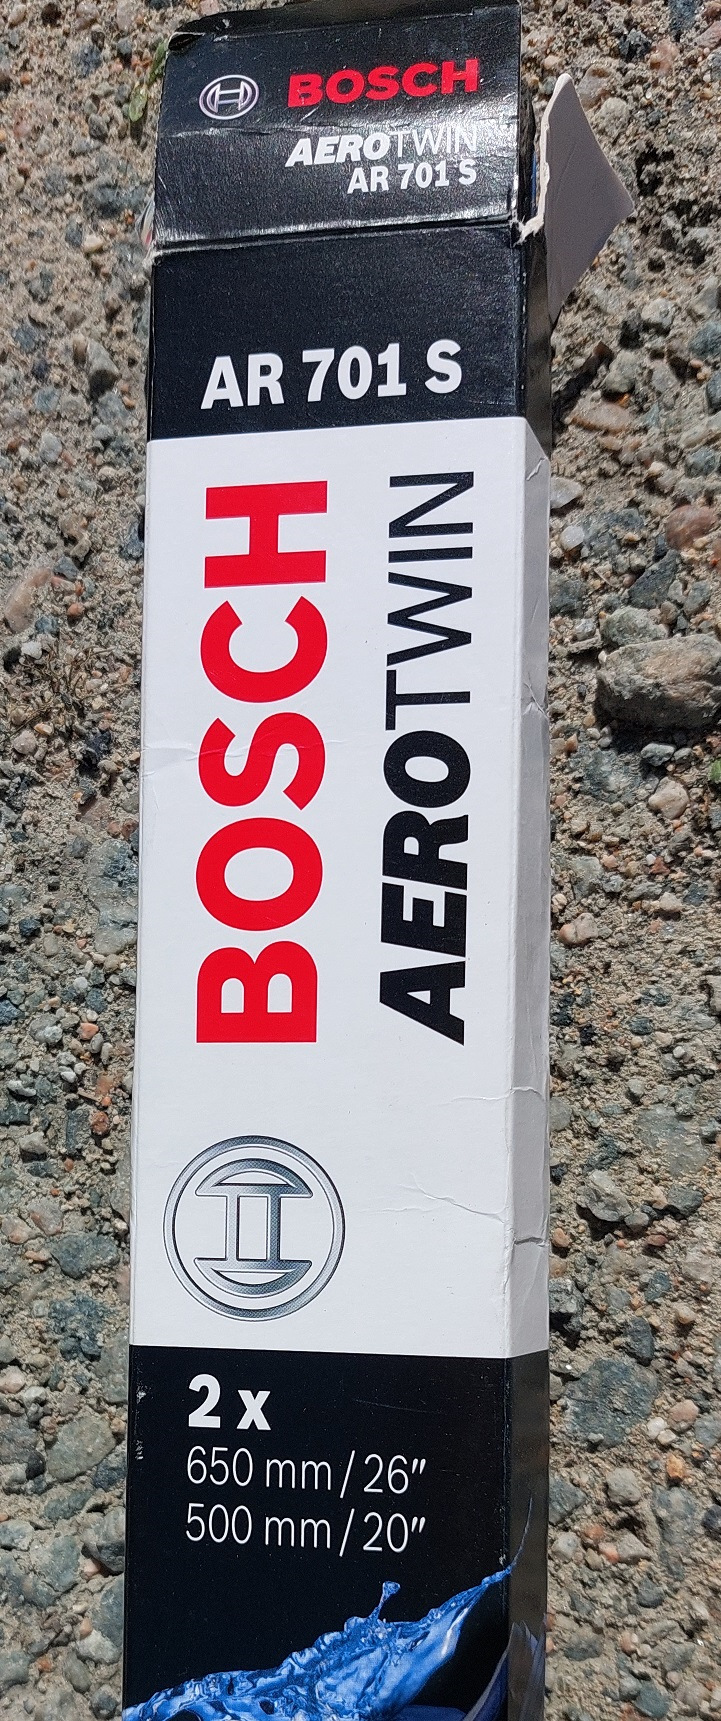 BOSCH
AEROTWIN
AR 701 S
AR 701 S
BOSCH
AEROTWIN
2 x
650 mm / 26"
500 mm / 20"